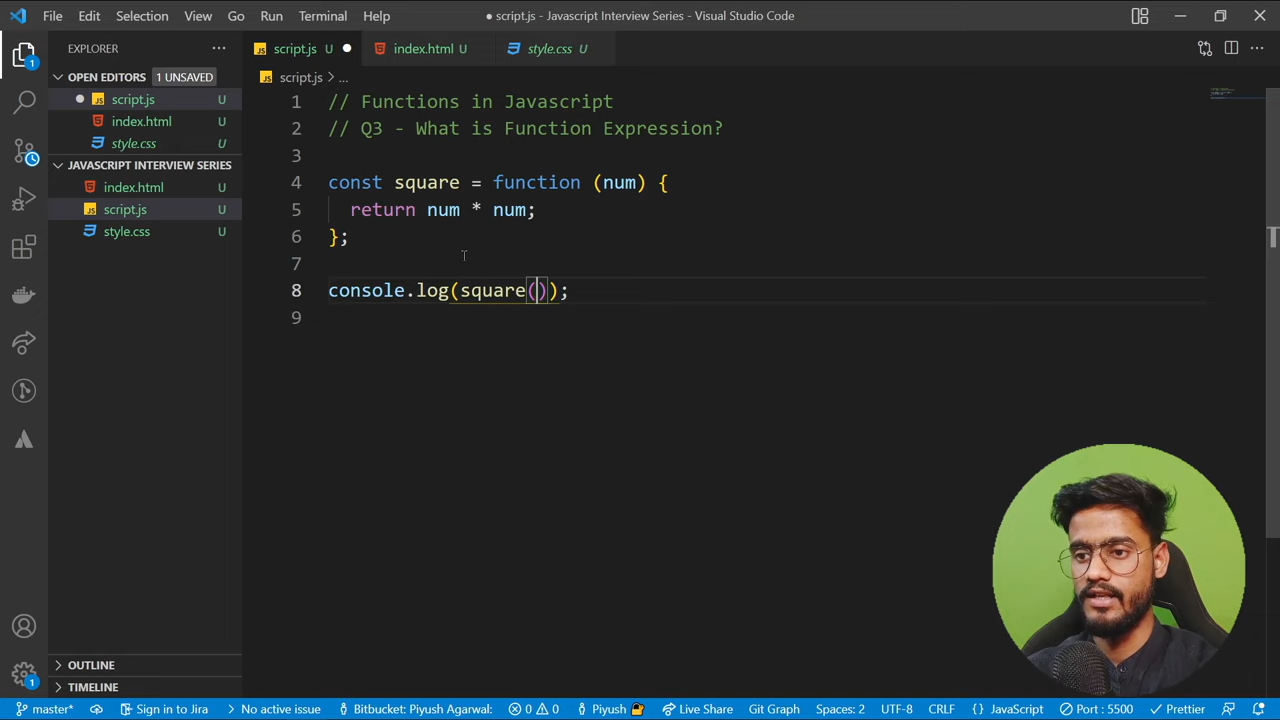 File Edit Selection View Go Run Terminal Help
● script.js - Javascript Interview Series - Visual Studio Code
EXPLORER
OPEN EDITORS 1 UNSAVED
script.js U
index.html U
style.css U
JAVASCRIPT INTERVIEW SERIES
index.html U
script.js U
style.css U
OUTLINE
TIMELINE
script.js U
index.html U
style.css U
script.js > ...
1 // Functions in Javascript
2 // Q3 - What is Function Expression?
3
4 const square = function (num) {
5 return num * num;
6 };
7
8 console.log(square());
9
1
1
master* Sign in to Jira No active issue Bitbucket: Piyush Agarwal: 0 0 Piyush Live Share Git Graph Spaces: 2 UTF-8 CRLF {} JavaScript Port : 5500 Prettier